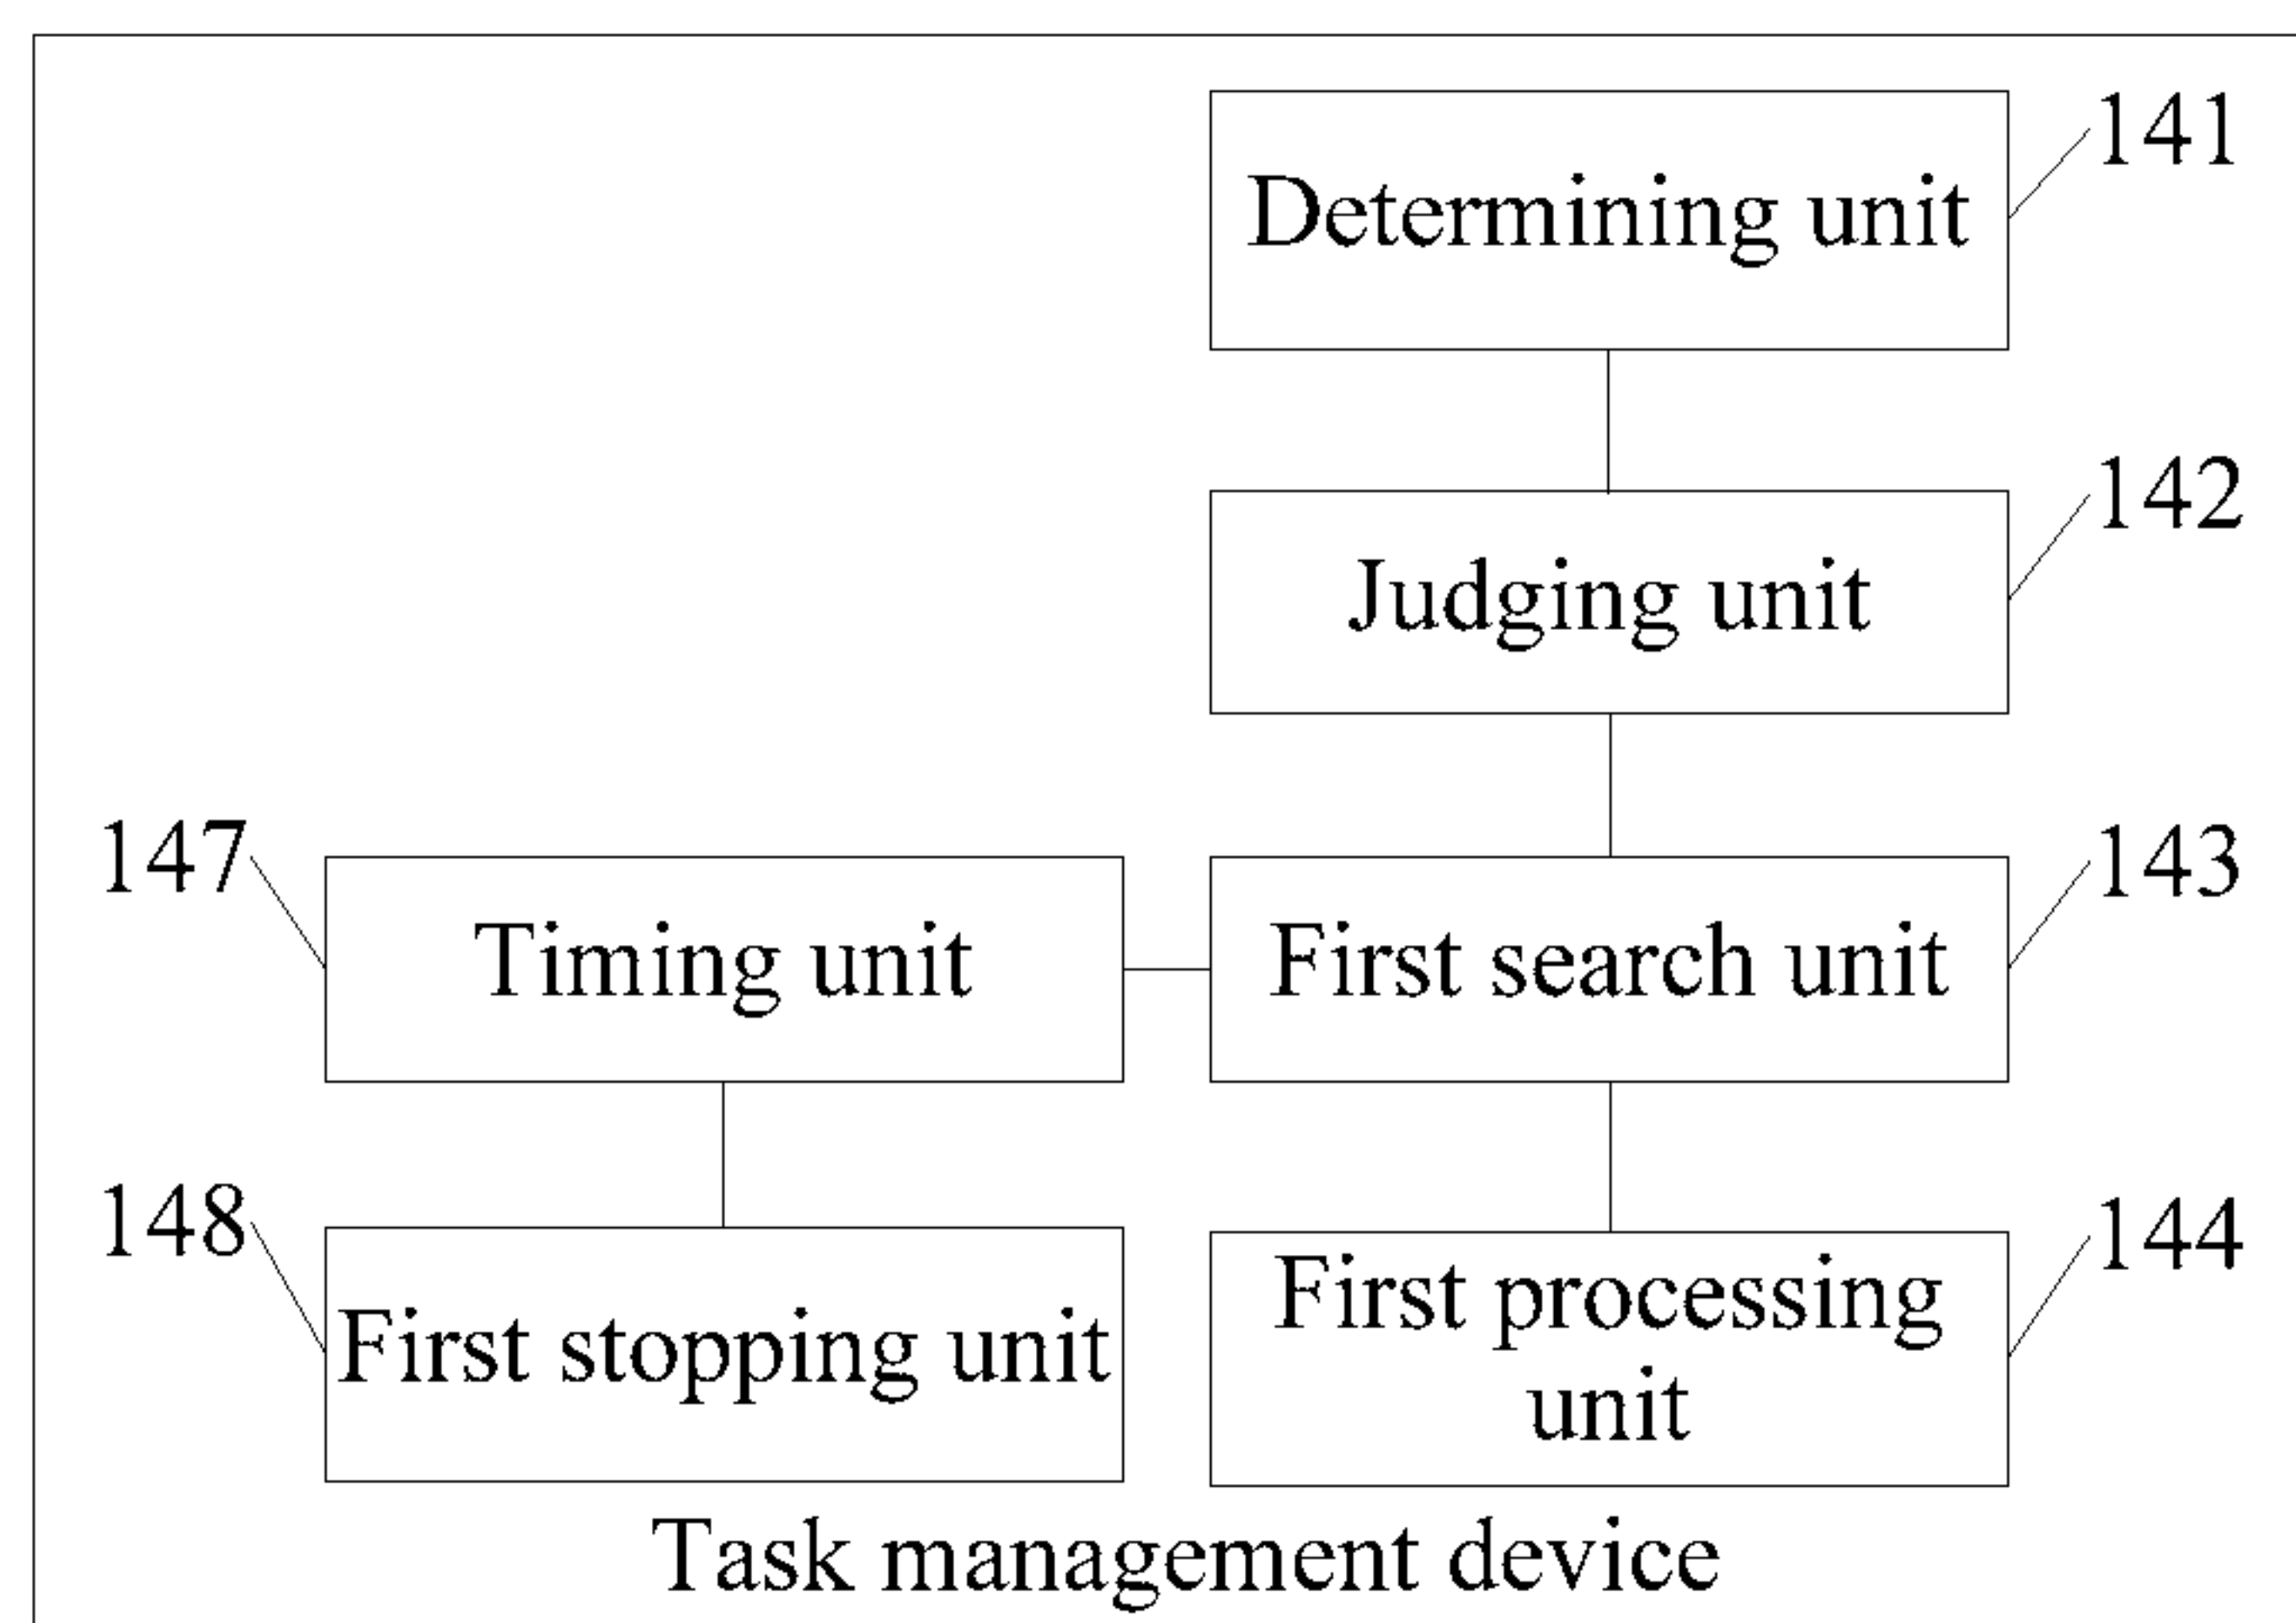 141
Determining unit
142
Judging unit
147
Timing unit
First search unit
143
148
First stopping unit
First processing
unit
144
Task management device